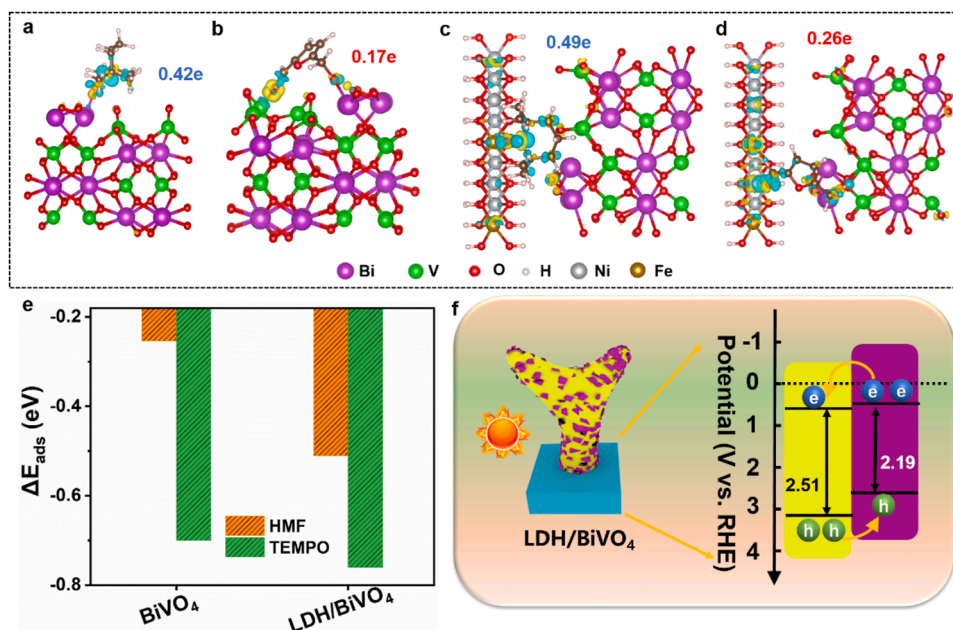 a
0.42e
b
0.17e
c
0.49e
d
0.26e
Bi V O H Ni Fe
e
-0.2
-0.4
-0.6
-0.8
ΔEads (eV)
HMF
TEMPO
BiVO4
LDH/BiVO4
f
LDH/BiVO4
Potential (V vs. RHE)
-1
0
1
2
3
4
e
e e
2.51
2.19
h h
h